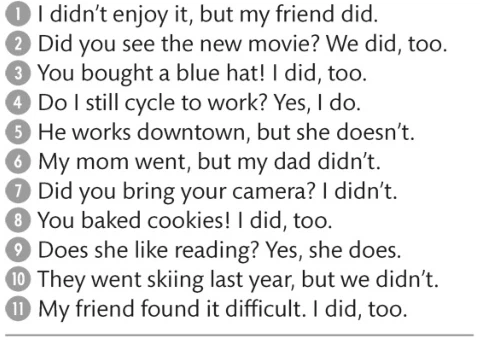 1 I didn't enjoy it, but my friend did.
2 Did you see the new movie? We did, too.
3 You bought a blue hat! I did, too.
4 Do I still cycle to work? Yes, I do.
5 He works downtown, but she doesn't.
6 My mom went, but my dad didn't.
7 Did you bring your camera? I didn't.
8 You baked cookies! I did, too.
9 Does she like reading? Yes, she does.
10 They went skiing last year, but we didn't.
11 My friend found it difficult. I did, too.